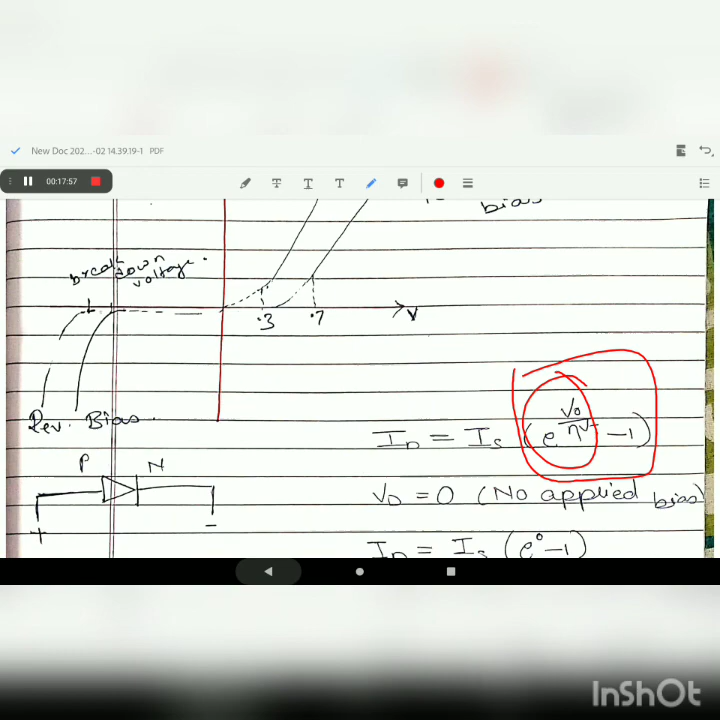 New Doc 202...-02 14.39.19-1 PDF
00:17:57
bias
break down
voltage.
.3
.7
V
Rev. Bias.
I_D = I_s (e^(V_D/ηV_T) -1)
P N
V_D = 0 (No applied bias)
+ -
I_D = I_s (e^0 -1)
InShOt